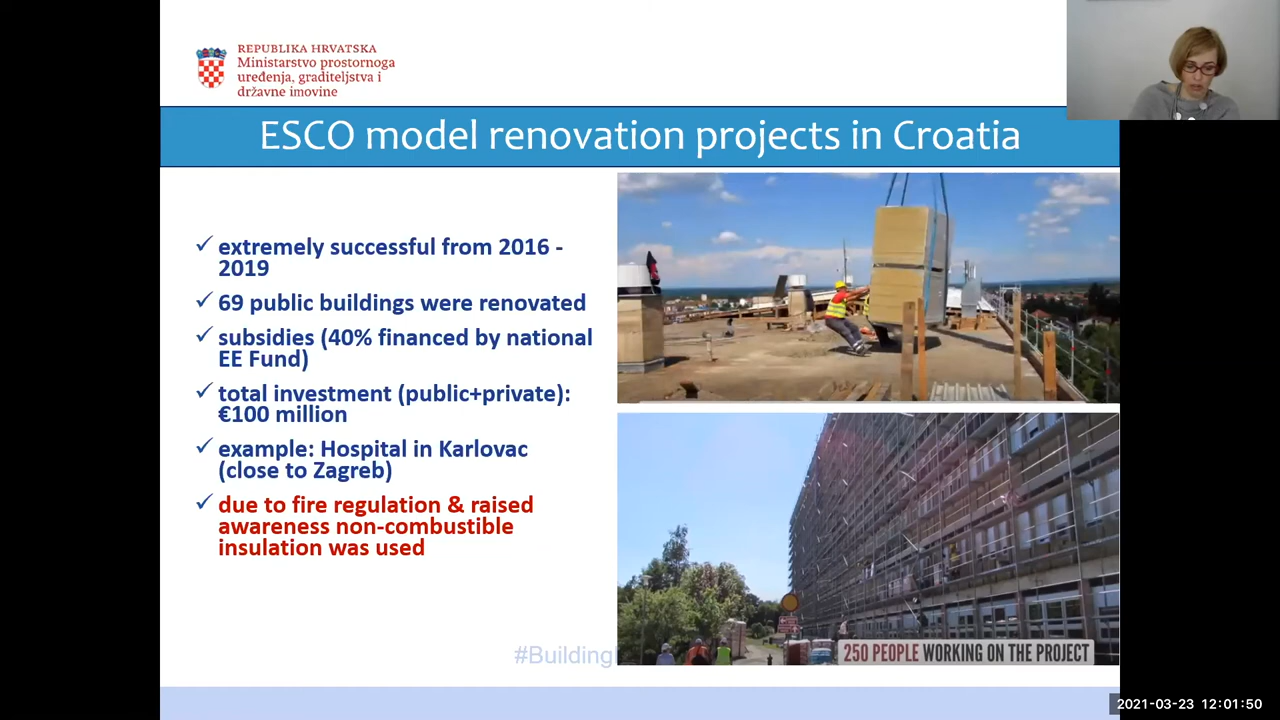 REPUBLIKA HRVATSKA
Ministarstvo prostornoga
uređenja, graditeljstva i
državne imovine
ESCO model renovation projects in Croatia
✓ extremely successful from 2016 -
2019
✓ 69 public buildings were renovated
✓ subsidies (40% financed by national
EE Fund)
✓ total investment (public+private):
€100 million
✓ example: Hospital in Karlovac
(close to Zagreb)
✓ due to fire regulation & raised
awareness non-combustible
insulation was used
250 PEOPLE WORKING ON THE PROJECT
2021-03-23 12:01:50